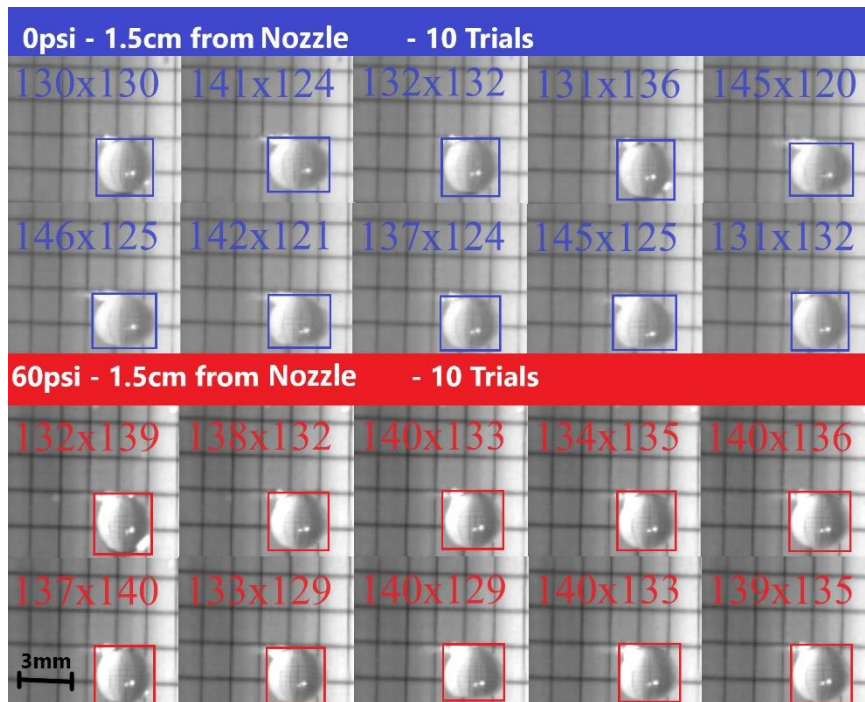 0psi - 1.5cm from Nozzle - 10 Trials
130x130 141x124 132x132 131x136 145x120
146x125 142x121 137x124 145x125 131x132
60psi - 1.5cm from Nozzle - 10 Trials
132x139 138x132 140x133 134x135 140x136
137x140 133x129 140x129 140x133 139x135
3mm